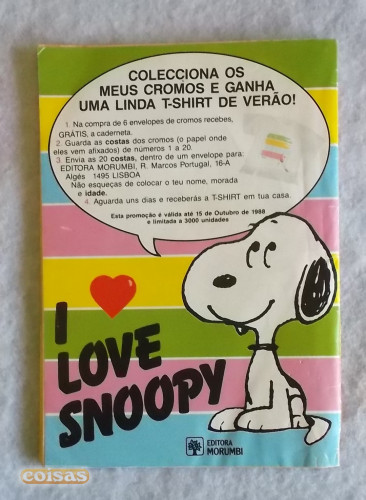 COLECCIONA OS
MEUS CROMOS E GANHA
UMA LINDA T-SHIRT DE VERÃO!
1. Na compra de 6 envelopes de cromos recebes,
GRÁTIS, a caderneta.
2. Guarda as costas dos cromos (o papel onde
eles vem afixados) de números 1 a 20.
3. Envia as 20 costas, dentro de um envelope para:
EDITORA MORUMBI, R. Marcos Portugal, 16-A
Algés 1495 LISBOA
Não esqueças de colocar o teu nome, morada
e idade.
4. Aguarda uns dias e receberás a T-SHIRT em tua casa.
Esta promoção é válida até 15 de Outubro de 1988
e limitada a 3000 unidades
I
LOVE
SNOOPY
EDITORA
MORUMBI
coisas